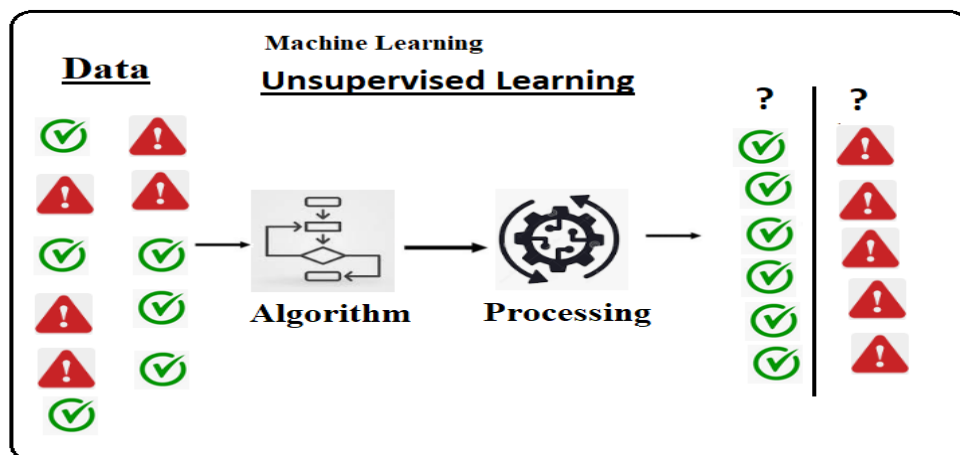 Machine Learning
Data
Unsupervised Learning
? ?
Algorithm
Processing